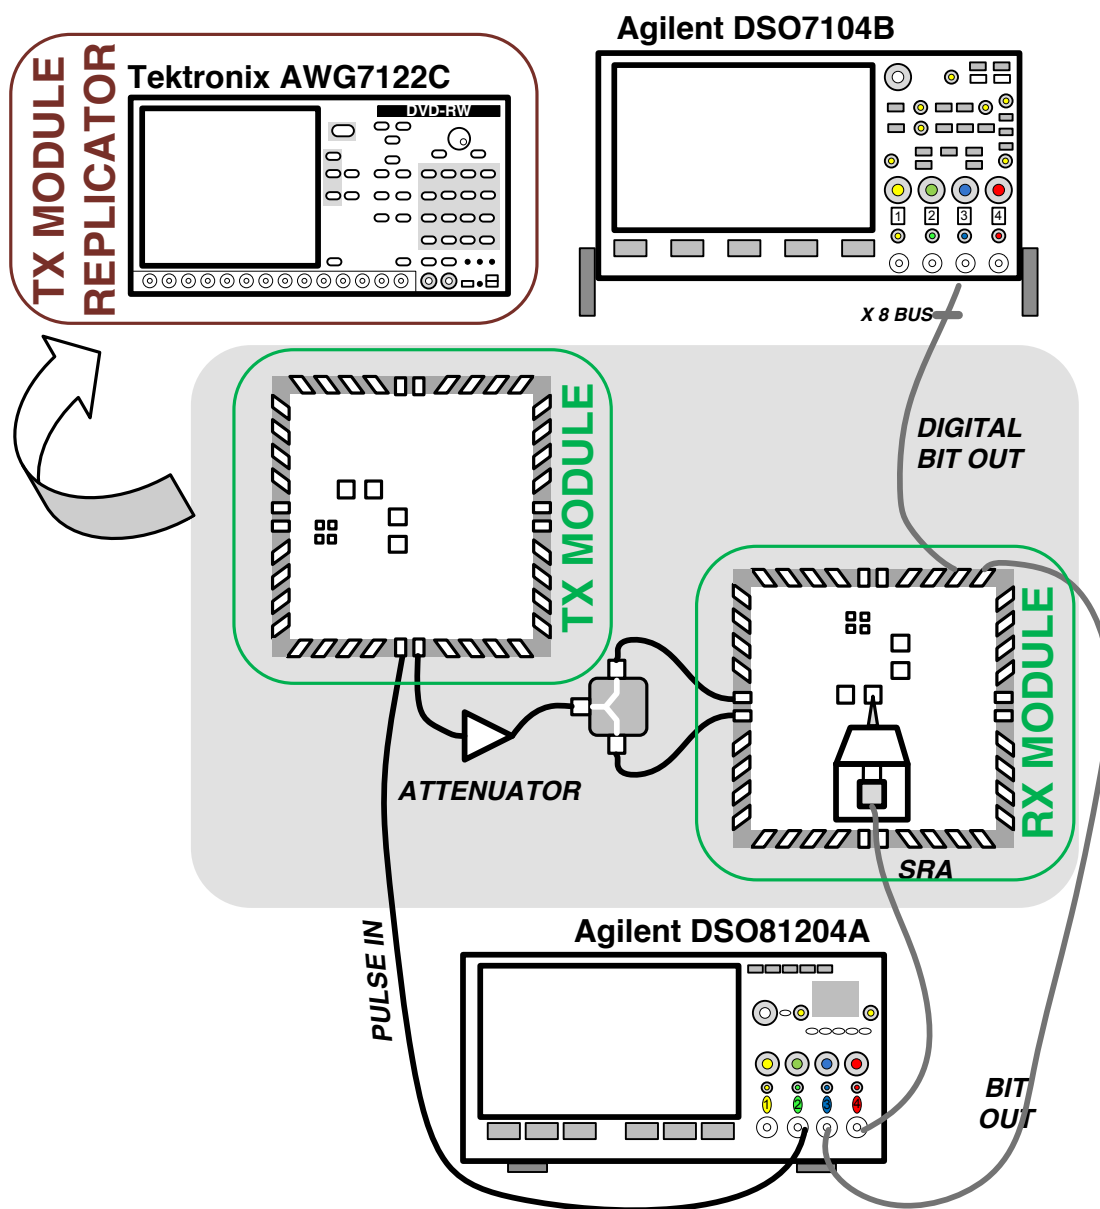 Agilent DSO7104B
TX MODULE
REPLICATOR
Tektronix AWG7122C
DVD-RW
1 2 3 4
X 8 BUS
DIGITAL
BIT OUT
TX MODULE
RX MODULE
ATTENUATOR
SRA
PULSE IN
Agilent DSO81204A
1 2 3 4
BIT
OUT